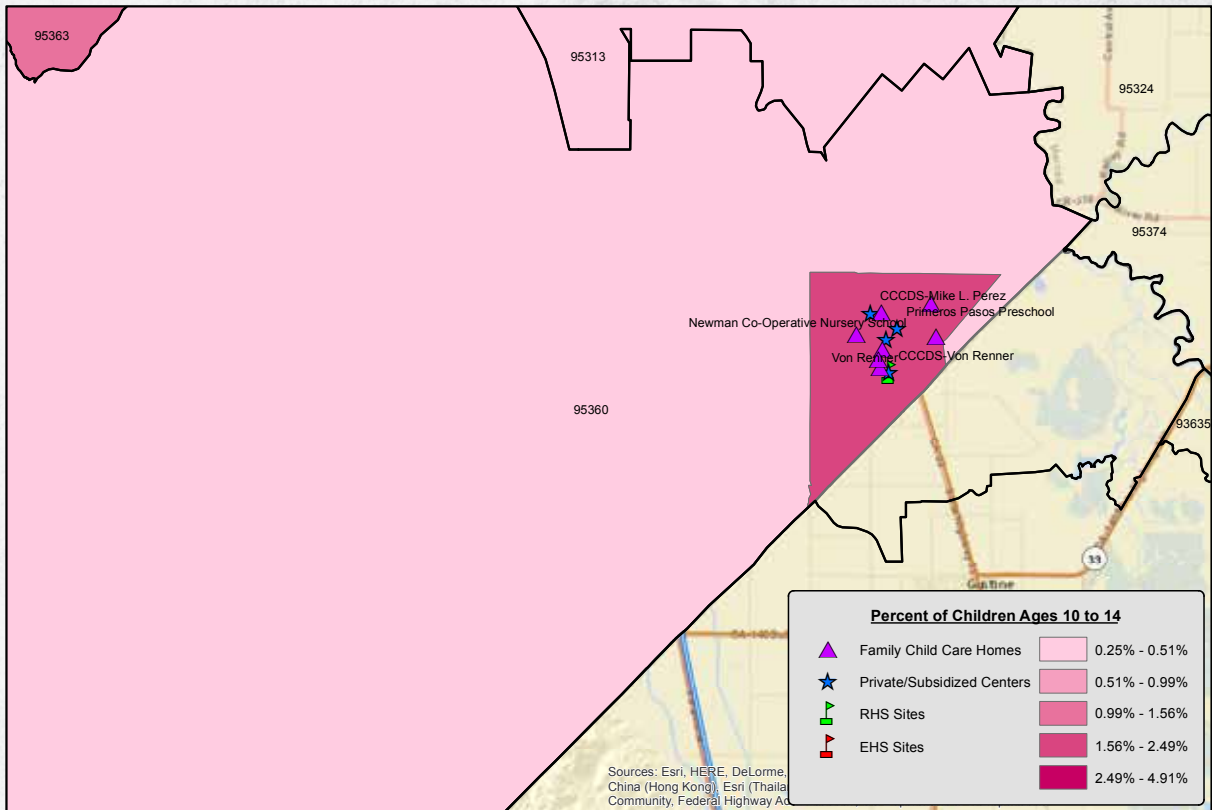 95363
95313
95324
95374
CCCDS-Mike L. Perez
Primeros Pasos Preschool
Newman Co-Operative Nursery School
Von Renner
CCCDS-Von Renner
95360
93635
33
Gustine
Percent of Children Ages 10 to 14
Family Child Care Homes
0.25% - 0.51%
Private/Subsidized Centers
0.51% - 0.99%
RHS Sites
0.99% - 1.56%
EHS Sites
1.56% - 2.49%
2.49% - 4.91%
Sources: Esri, HERE, DeLorme,
China (Hong Kong), Esri (Thaila
Community, Federal Highway Ad